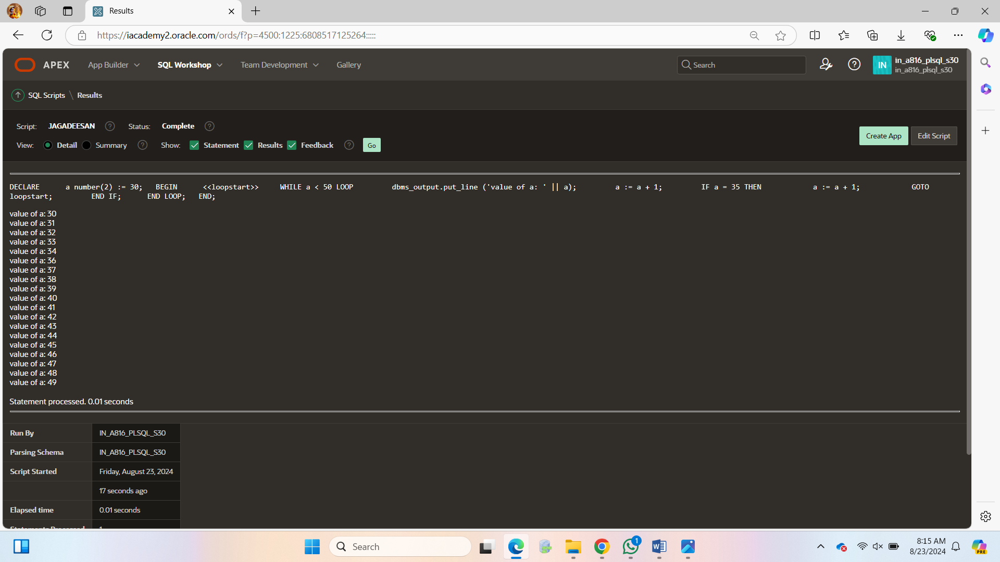 Results
https://iacademy2.oracle.com/ords/f?p=4500:1225:6808517125264:::::
APEX App Builder SQL Workshop Team Development Gallery Search IN in_a816_plsql_s30
in_a816_plsql_s30
SQL Scripts \ Results
Script: JAGADEESAN Status: Complete
Create App Edit Script
View: Detail Summary Show: Statement Results Feedback Go
DECLARE a number(2) := 30; BEGIN <<loopstart>> WHILE a < 50 LOOP dbms_output.put_line ('value of a: ' || a); a := a + 1; IF a = 35 THEN a := a + 1; GOTO
loopstart; END IF; END LOOP; END;
value of a: 30
value of a: 31
value of a: 32
value of a: 33
value of a: 34
value of a: 36
value of a: 37
value of a: 38
value of a: 39
value of a: 40
value of a: 41
value of a: 42
value of a: 43
value of a: 44
value of a: 45
value of a: 46
value of a: 47
value of a: 48
value of a: 49
Statement processed. 0.01 seconds
Run By IN_A816_PLSQL_S30
Parsing Schema IN_A816_PLSQL_S30
Script Started Friday, August 23, 2024
17 seconds ago
Elapsed time 0.01 seconds
Search
1
PRE
8:15 AM
8/23/2024